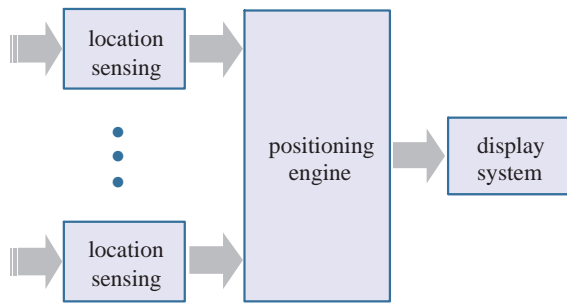 location
sensing
positioning
engine
display
system
location
sensing